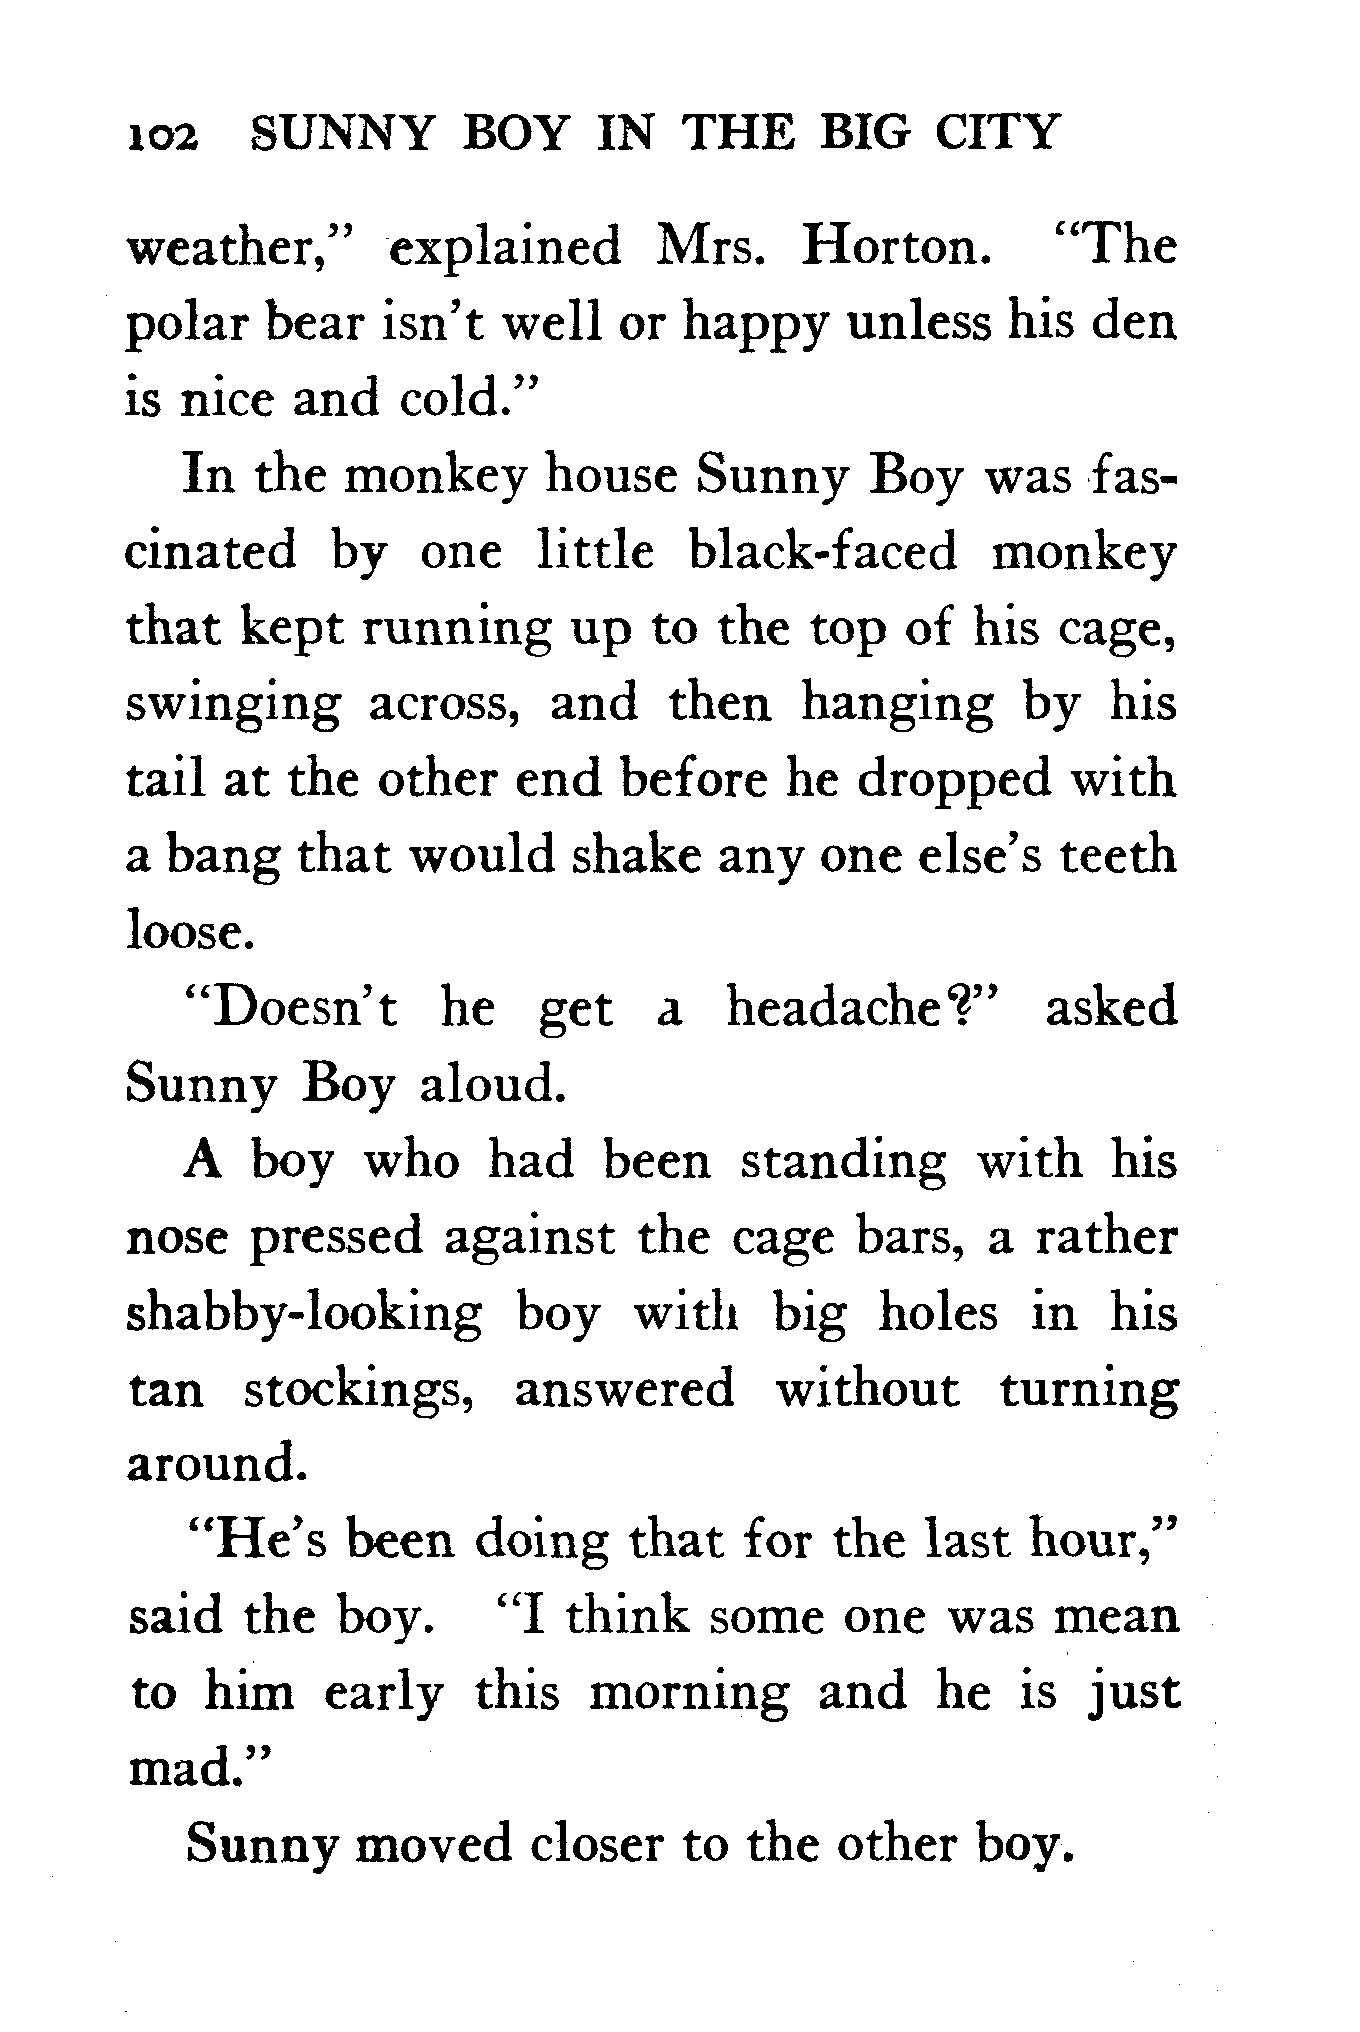 102 SUNNY BOY IN THE BIG CITY
weather,” explained Mrs. Horton. “The
polar bear isn’t well or happy unless his den
is nice and cold.”
In the monkey house Sunny Boy was fas-
cinated by one little black-faced monkey
that kept running up to the top of his cage,
swinging across, and then hanging by his
tail at the other end before he dropped with
a bang that would shake any one else’s teeth
loose.
“Doesn’t he get a headache?” asked
Sunny Boy aloud.
A boy who had been standing with his
nose pressed against the cage bars, a rather
shabby-looking boy with big holes in his
tan stockings, answered without turning
around.
“He’s been doing that for the last hour,”
said the boy. “I think some one was mean
to him early this morning and he is just
mad.”
Sunny moved closer to the other boy.